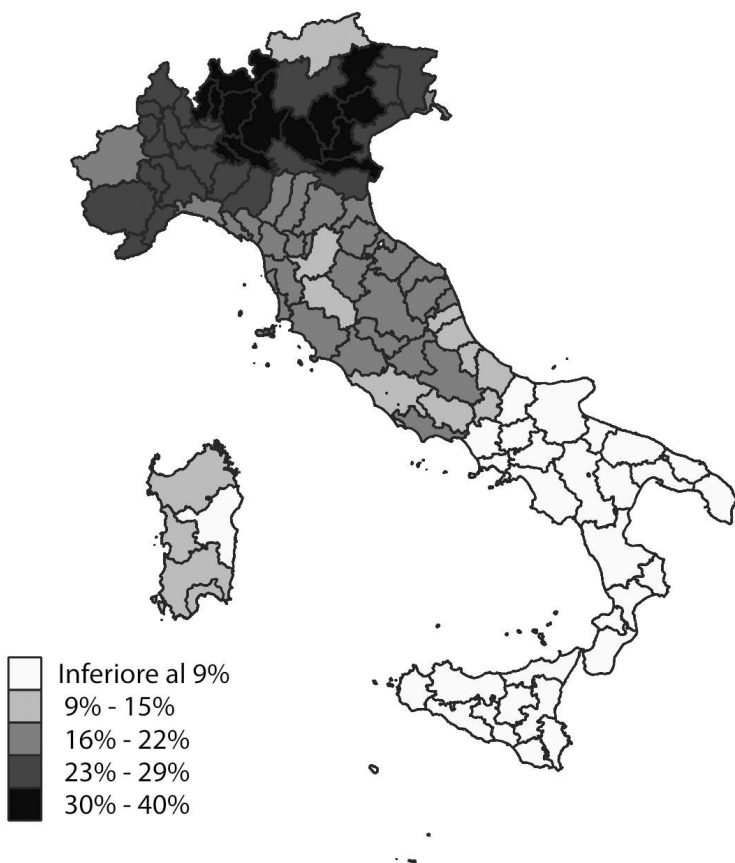 Inferiore al 9%
9% - 15%
16% - 22%
23% - 29%
30% - 40%